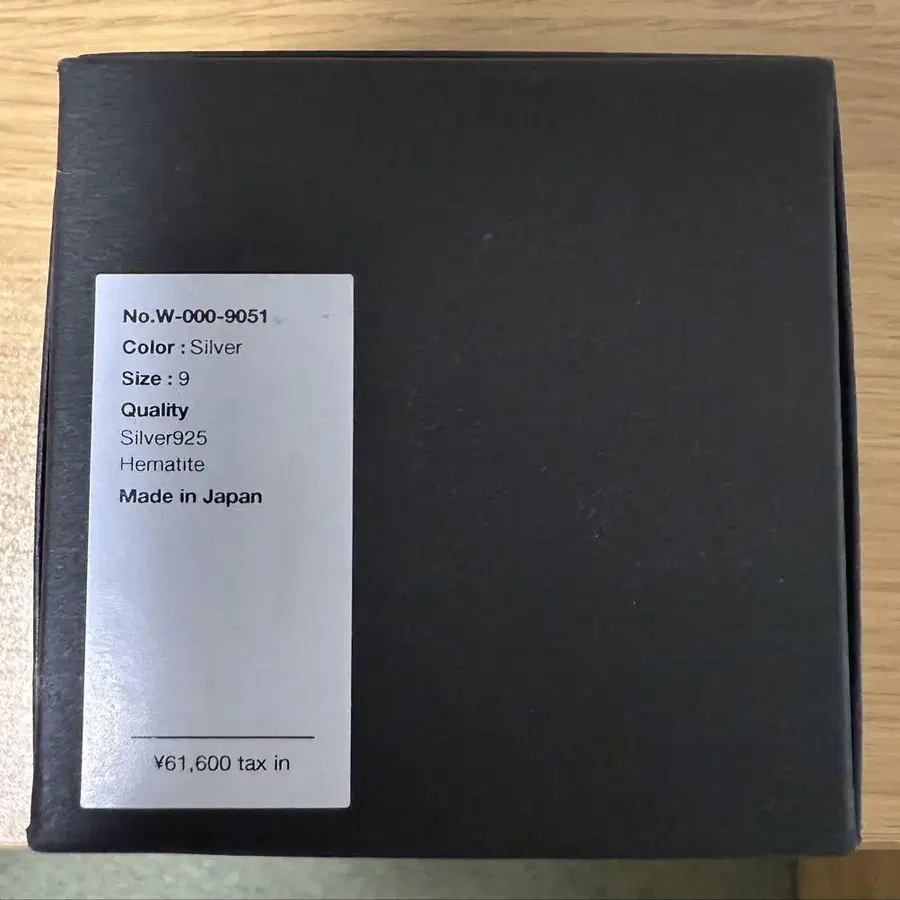 No.W-000-9051
Color : Silver
Size : 9
Quality
Silver925
Hematite
Made in Japan
¥61,600 tax in